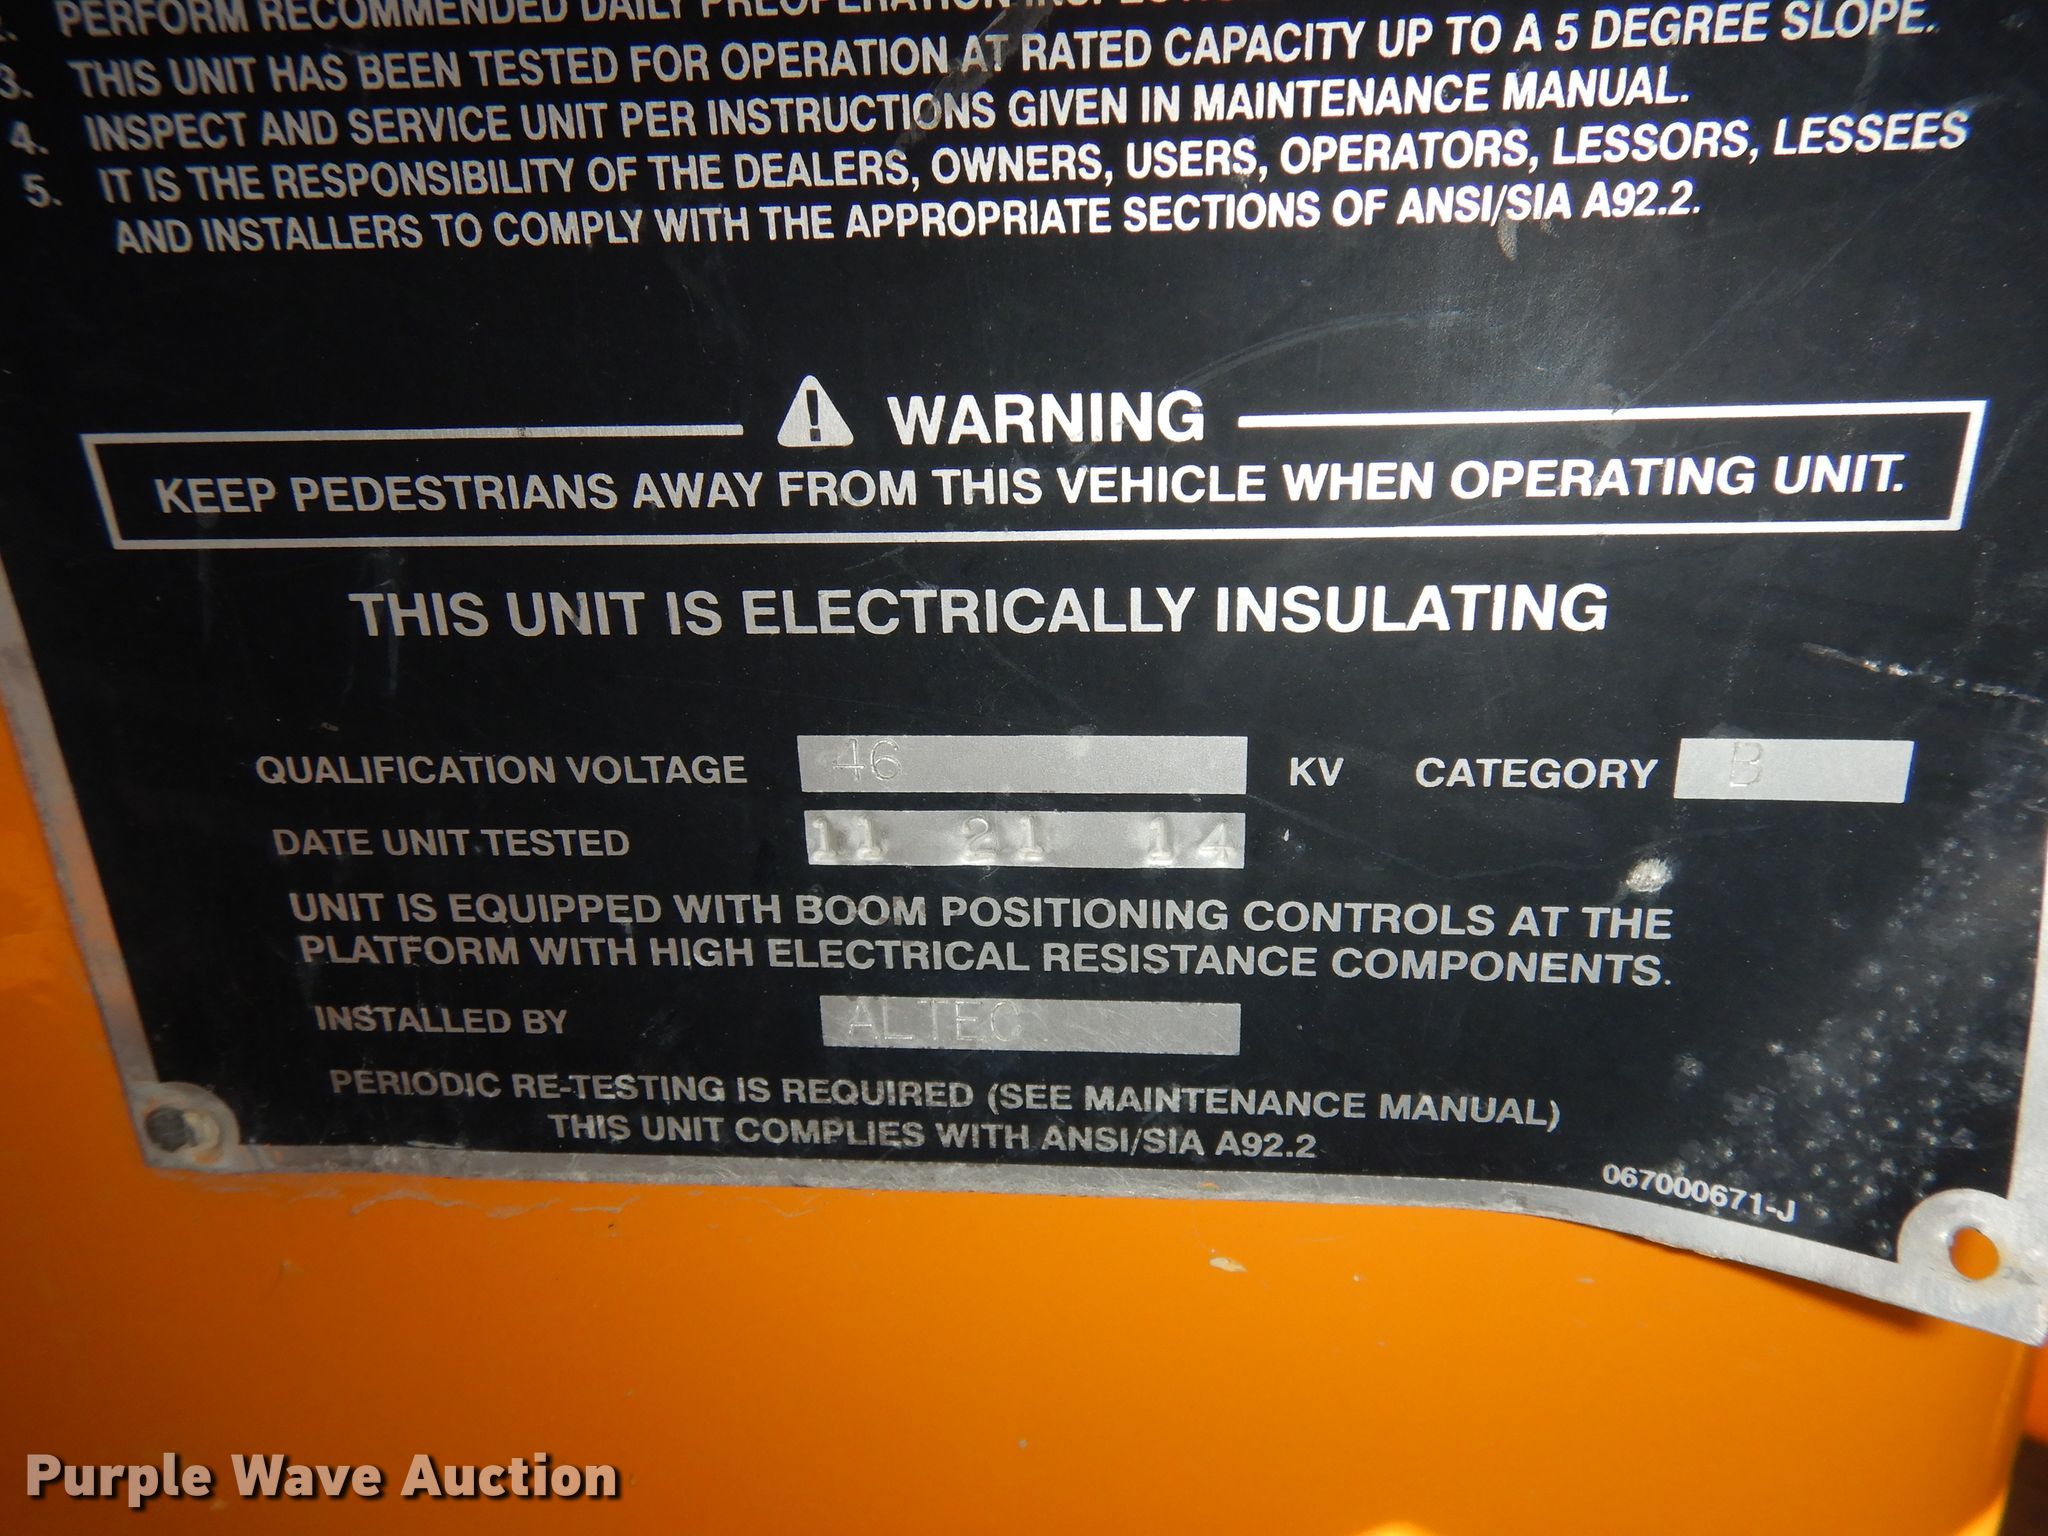 PERFORM RECOMMENDED DAILY PREOPERATION
3. THIS UNIT HAS BEEN TESTED FOR OPERATION AT RATED CAPACITY UP TO A 5 DEGREE SLOPE.
4. INSPECT AND SERVICE UNIT PER INSTRUCTIONS GIVEN IN MAINTENANCE MANUAL.
5. IT IS THE RESPONSIBILITY OF THE DEALERS, OWNERS, USERS, OPERATORS, LESSORS, LESSEES
AND INSTALLERS TO COMPLY WITH THE APPROPRIATE SECTIONS OF ANSI/SIA A92.2.
WARNING
KEEP PEDESTRIANS AWAY FROM THIS VEHICLE WHEN OPERATING UNIT.
THIS UNIT IS ELECTRICALLY INSULATING
QUALIFICATION VOLTAGE 46 KV CATEGORY B
DATE UNIT TESTED 11 21 14
UNIT IS EQUIPPED WITH BOOM POSITIONING CONTROLS AT THE
PLATFORM WITH HIGH ELECTRICAL RESISTANCE COMPONENTS.
INSTALLED BY ALTEC
PERIODIC RE-TESTING IS REQUIRED (SEE MAINTENANCE MANUAL)
THIS UNIT COMPLIES WITH ANSI/SIA A92.2
067000671-J
Purple Wave Auction